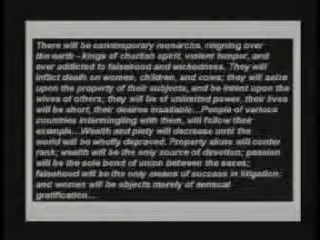 There will be contemporary monarchs, reigning over
the earth--kings of churlish spirit, violent temper, and
ever addicted to falsehood and wickedness. They will
inflict death on women, children, and cows; they will seize
upon the property of their subjects, and be intent upon the
wives of others; they will be of unlimited power, their lives
will be short, their desires insatiable...People of various
countries intermingling with them, will follow their
example...Wealth and piety will decrease until the
world will be wholly depraved. Property alone will confer
rank; wealth will be the only source of devotion; passion
will be the sole bond of union between the sexes;
falsehood will be the only means of success in litigation;
and women will be objects merely of sensual
gratification...